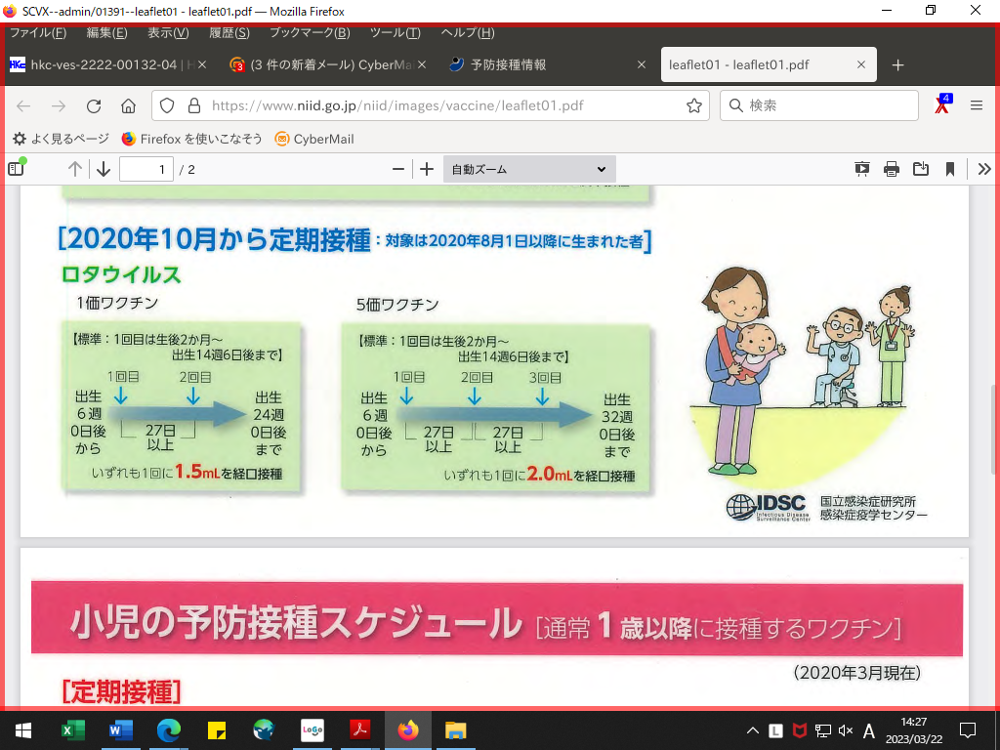 SCVX--admin/01391--leaflet01 - leaflet01.pdf — Mozilla Firefox
ファイル(F) 編集(E) 表示(V) 履歴(S) ブックマーク(B) ツール(T) ヘルプ(H)
HKc hkc-ves-2222-00132-04 | H (3 件の新着メール) CyberMa 予防接種情報 leaflet01 - leaflet01.pdf
https://www.niid.go.jp/niid/images/vaccine/leaflet01.pdf 検索 4
よく見るページ Firefox を使いこなそう CyberMail
1 / 2 自動ズーム
[2020年10月から定期接種：対象は2020年8月1日以降に生まれた者]
ロタウイルス
1価ワクチン
【標準：1回目は生後2か月～
出生14週6日後まで】
1回目 2回目
出生
6週
0日後
から
27日
以上
出生
24週
0日後
まで
いずれも1回に1.5mLを経口接種
5価ワクチン
【標準：1回目は生後2か月～
出生14週6日後まで】
1回目 2回目 3回目
出生
6週
0日後
から
27日
以上
27日
以上
出生
32週
0日後
まで
いずれも1回に2.0mLを経口接種
IDSC
Infectious Disease
Surveillance Center
国立感染症研究所
感染症疫学センター
小児の予防接種スケジュール [通常1歳以降に接種するワクチン]
(2020年3月現在)
[定期接種]
LoGo
L A
14:27
2023/03/22